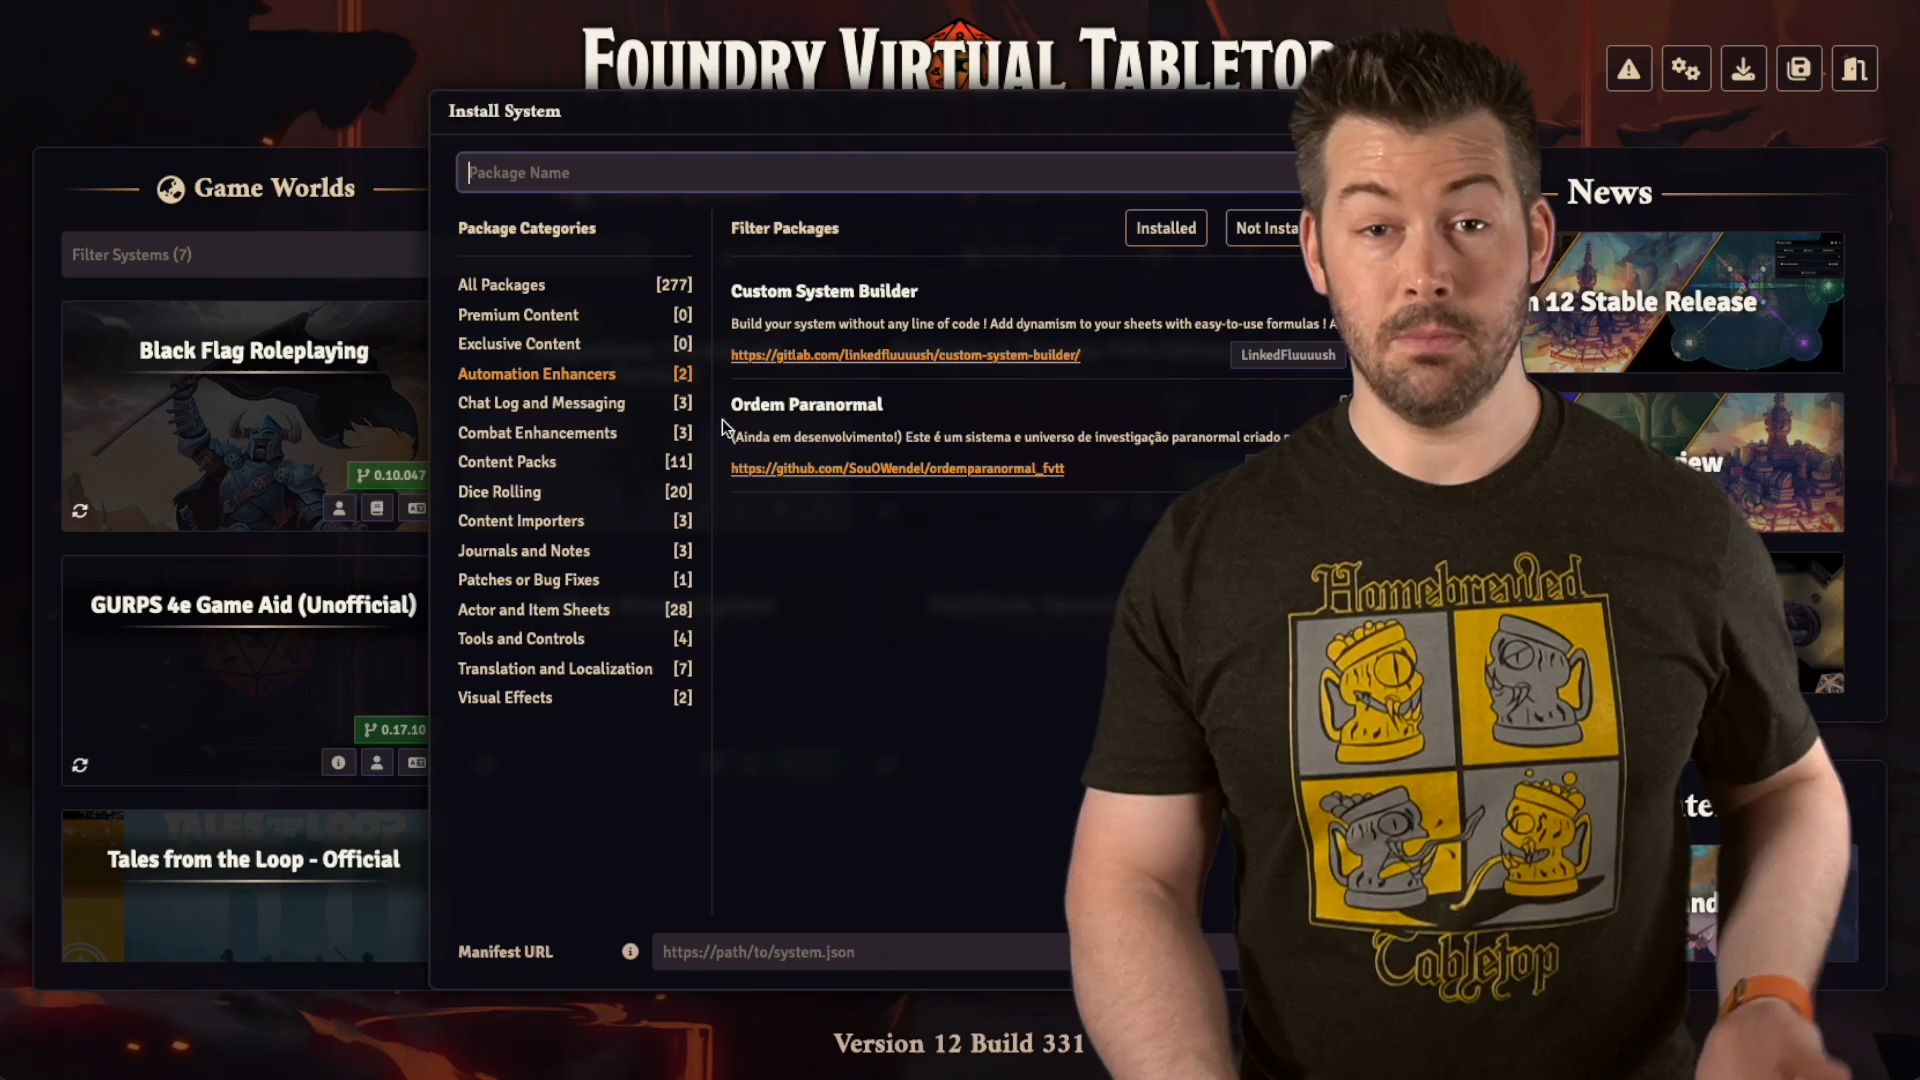 FOUNDRY VIRTUAL TABLETOP
Install System
Package Name
Game Worlds
Filter Systems (7)
Black Flag Roleplaying
0.10.047
GURPS 4e Game Aid (Unofficial)
0.17.10
Tales from the Loop - Official
Package Categories
All Packages [277]
Premium Content [0]
Exclusive Content [0]
Automation Enhancers [2]
Chat Log and Messaging [3]
Combat Enhancements [3]
Content Packs [11]
Dice Rolling [20]
Content Importers [3]
Journals and Notes [3]
Patches or Bug Fixes [1]
Actor and Item Sheets [28]
Tools and Controls [4]
Translation and Localization [7]
Visual Effects [2]
Filter Packages Installed Not Insta
Custom System Builder
Build your system without any line of code ! Add dynamism to your sheets with easy-to-use formulas ! A
https://gitlab.com/linkedfluuuush/custom-system-builder/ LinkedFluuuush
Ordem Paranormal
(Ainda em desenvolvimento!) Este é um sistema e universo de investigação paranormal criado
https://github.com/SouOWendel/ordemparanormal_fvtt
Manifest URL https://path/to/system.json
News
12 Stable Release
Homebrewed
Tabletop
Version 12 Build 331